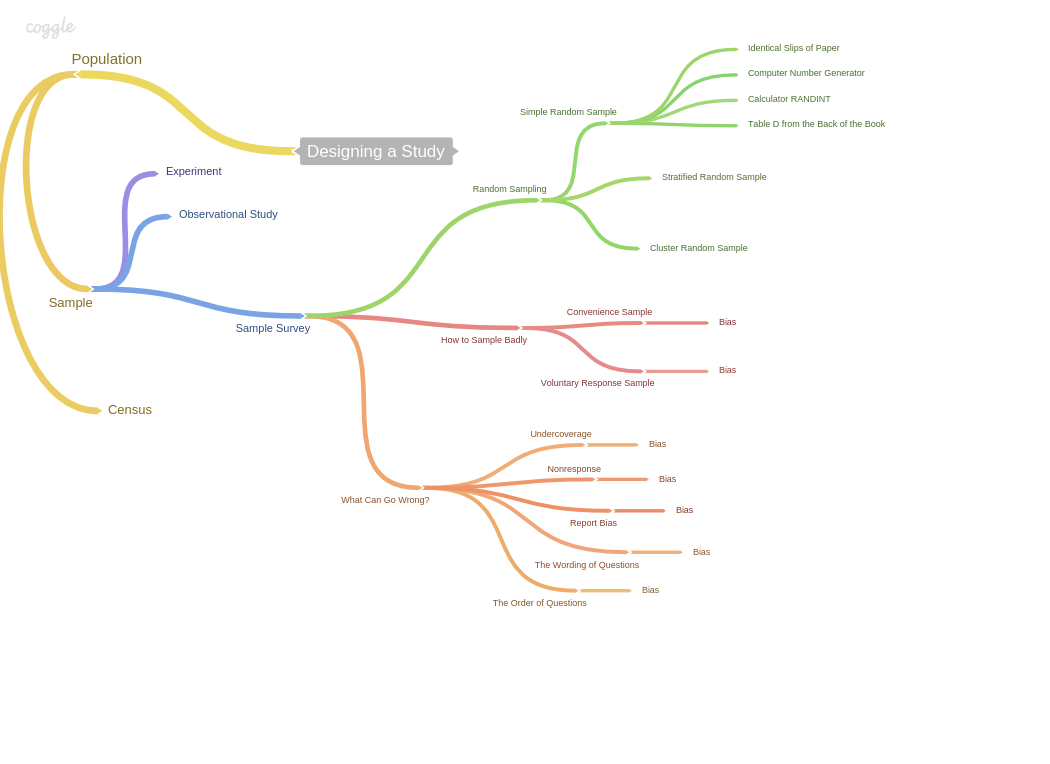 coggle
Population
Designing a Study
Experiment
Observational Study
Sample
Sample Survey
Census
Random Sampling
Simple Random Sample
Identical Slips of Paper
Computer Number Generator
Calculator RANDINT
Table D from the Back of the Book
Stratified Random Sample
Cluster Random Sample
How to Sample Badly
Convenience Sample
Bias
Voluntary Response Sample
Bias
What Can Go Wrong?
Undercoverage
Bias
Nonresponse
Bias
Report Bias
Bias
The Wording of Questions
Bias
The Order of Questions
Bias